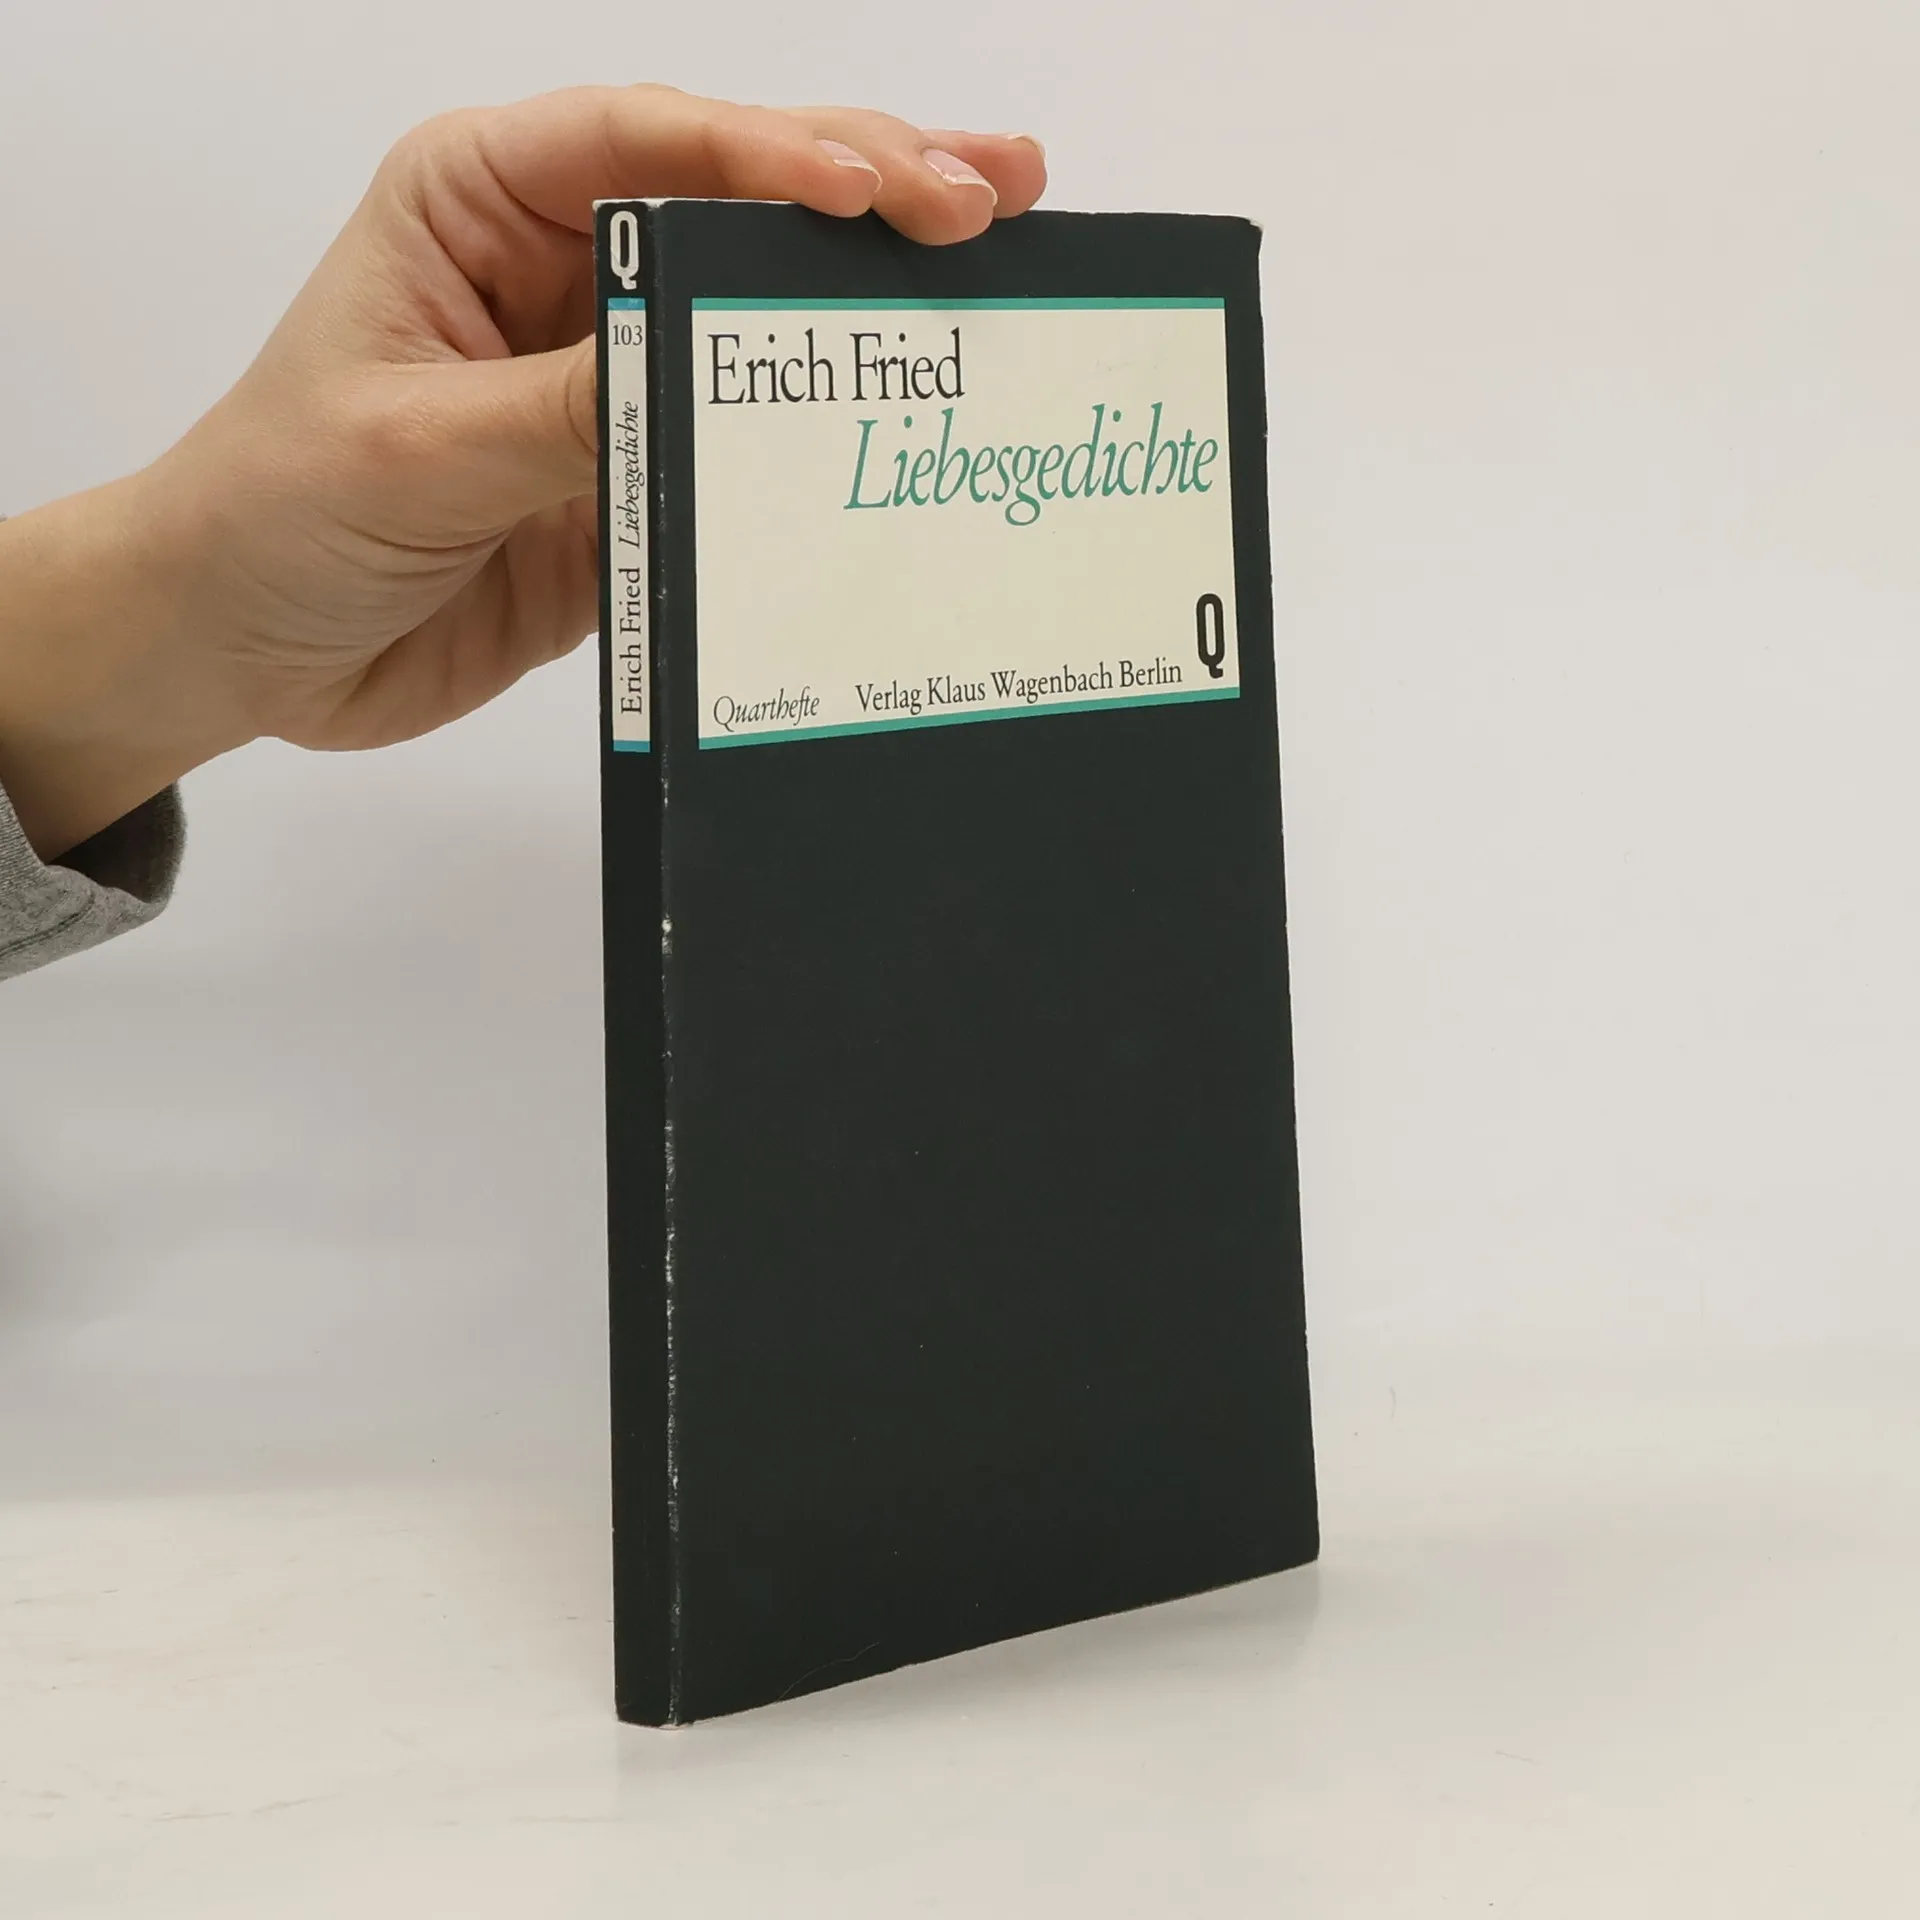 Q
103
Erich Fried Liebesgedichte
Erich Fried
Liebesgedichte
Q
Quarthefte Verlag Klaus Wagenbach Berlin